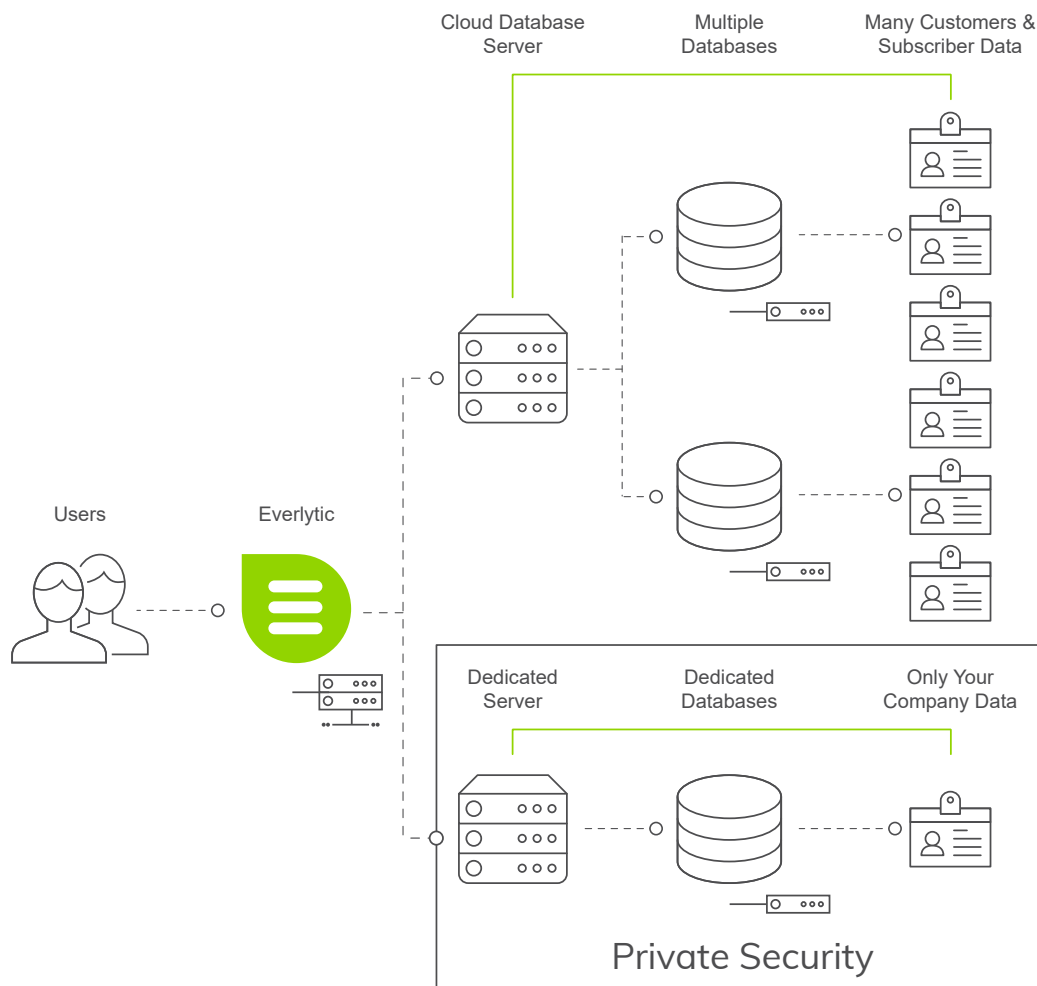 Cloud Database
Server
Multiple
Databases
Many Customers &
Subscriber Data
Users
Everlytic
Dedicated
Server
Dedicated
Databases
Only Your
Company Data
Private Security